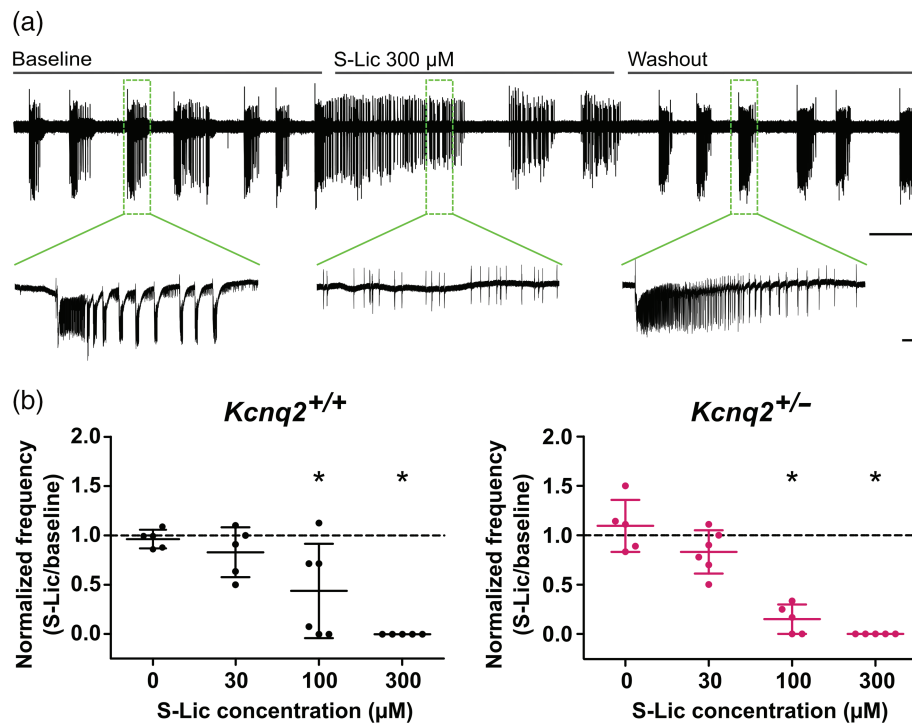 (a)
Baseline S-Lic 300 µM Washout
(b)
Kcnq2+/+ Kcnq2+/−
Normalized frequency
(S-Lic/baseline)
2.0
1.5
1.0
0.5
0.0
* *
0 30 100 300
S-Lic concentration (µM)
Normalized frequency
(S-Lic/baseline)
2.0
1.5
1.0
0.5
0.0
* *
0 30 100 300
S-Lic concentration (µM)